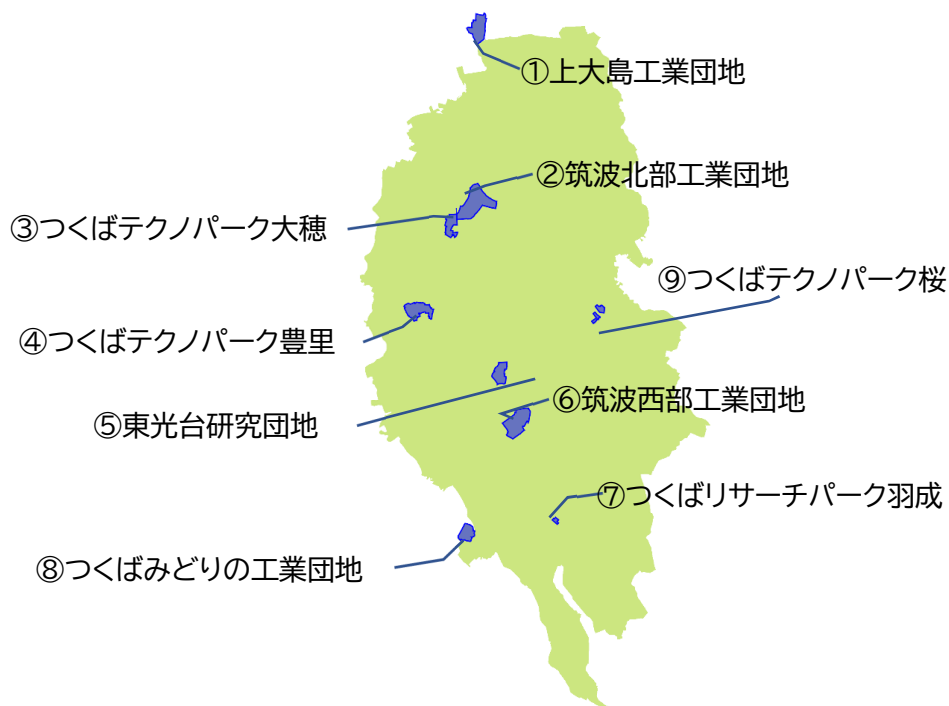 ①上大島工業団地
②筑波北部工業団地
③つくばテクノパーク大穂
⑨つくばテクノパーク桜
④つくばテクノパーク豊里
⑥筑波西部工業団地
⑤東光台研究団地
⑦つくばリサーチパーク羽成
⑧つくばみどりの工業団地